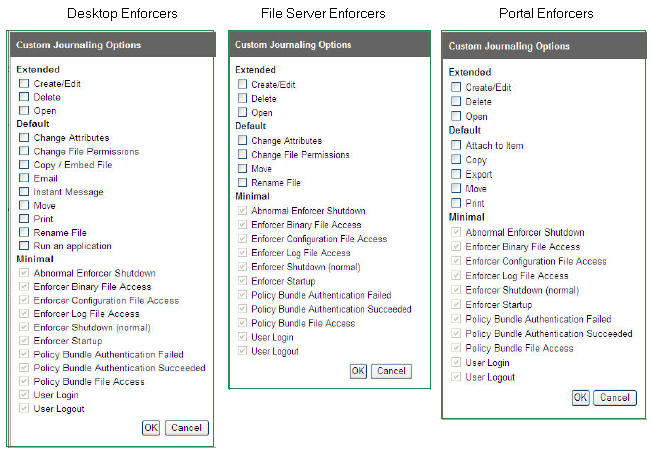 Desktop Enforcers
Custom Journaling Options
Extended
Create/Edit
Delete
Open
Default
Change Attributes
Change File Permissions
Copy / Embed File
Email
Instant Message
Move
Print
Rename File
Run an application
Minimal
Abnormal Enforcer Shutdown
Enforcer Binary File Access
Enforcer Configuration File Access
Enforcer Log File Access
Enforcer Shutdown (normal)
Enforcer Startup
Policy Bundle Authentication Failed
Policy Bundle Authentication Succeeded
Policy Bundle File Access
User Login
User Logout
OK Cancel
File Server Enforcers
Custom Journaling Options
Extended
Create/Edit
Delete
Open
Default
Change Attributes
Change File Permissions
Move
Rename File
Minimal
Abnormal Enforcer Shutdown
Enforcer Binary File Access
Enforcer Configuration File Access
Enforcer Log File Access
Enforcer Shutdown (normal)
Enforcer Startup
Policy Bundle Authentication Failed
Policy Bundle Authentication Succeeded
Policy Bundle File Access
User Login
User Logout
OK Cancel
Portal Enforcers
Custom Journaling Options
Extended
Create/Edit
Delete
Open
Default
Attach to Item
Copy
Export
Move
Print
Minimal
Abnormal Enforcer Shutdown
Enforcer Binary File Access
Enforcer Configuration File Access
Enforcer Log File Access
Enforcer Shutdown (normal)
Enforcer Startup
Policy Bundle Authentication Failed
Policy Bundle Authentication Succeeded
Policy Bundle File Access
User Login
User Logout
OK Cancel